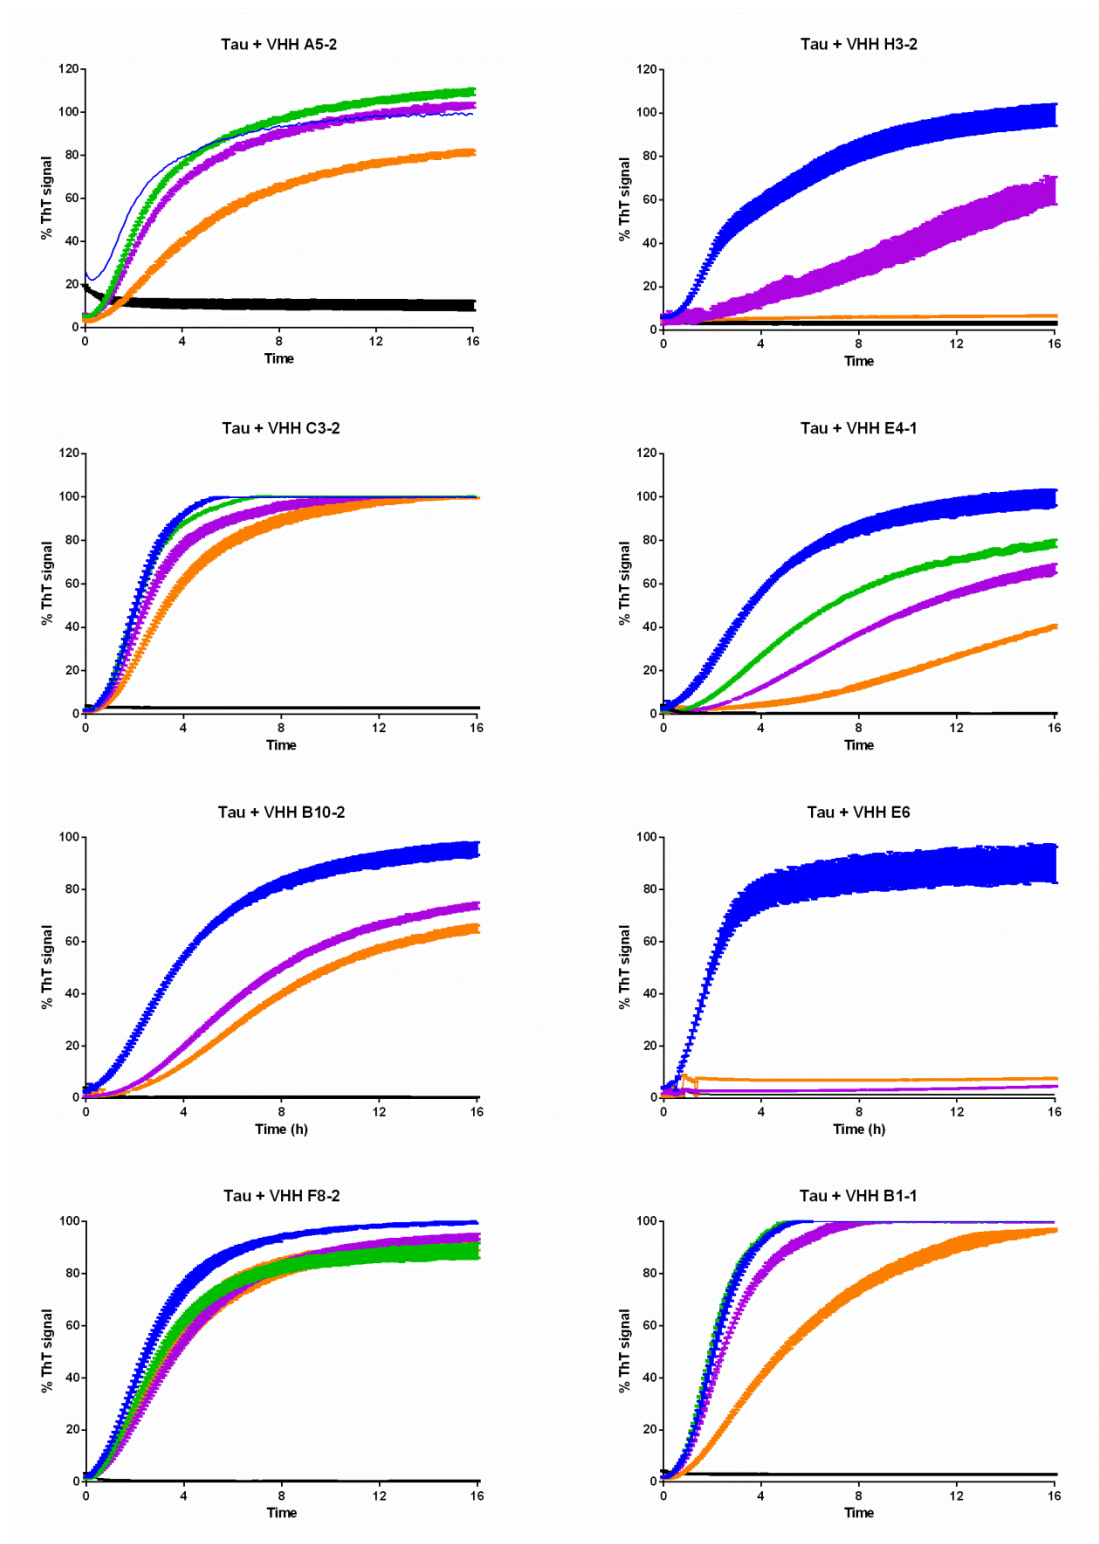 Tau + VHH A5-2
120
100
80
60
40
20
0
% ThT signal
0 4 8 12 16
Time
Tau + VHH H3-2
120
100
80
60
40
20
0
% ThT signal
0 4 8 12 16
Time
Tau + VHH C3-2
120
100
80
60
40
20
0
% ThT signal
0 4 8 12 16
Time
Tau + VHH E4-1
120
100
80
60
40
20
0
% ThT signal
0 4 8 12 16
Time
Tau + VHH B10-2
100
80
60
40
20
0
% ThT signal
0 4 8 12 16
Time (h)
Tau + VHH E6
100
80
60
40
20
0
% ThT signal
0 4 8 12 16
Time (h)
Tau + VHH F8-2
100
80
60
40
20
0
% ThT signal
0 4 8 12 16
Time
Tau + VHH B1-1
100
80
60
40
20
0
% ThT signal
0 4 8 12 16
Time